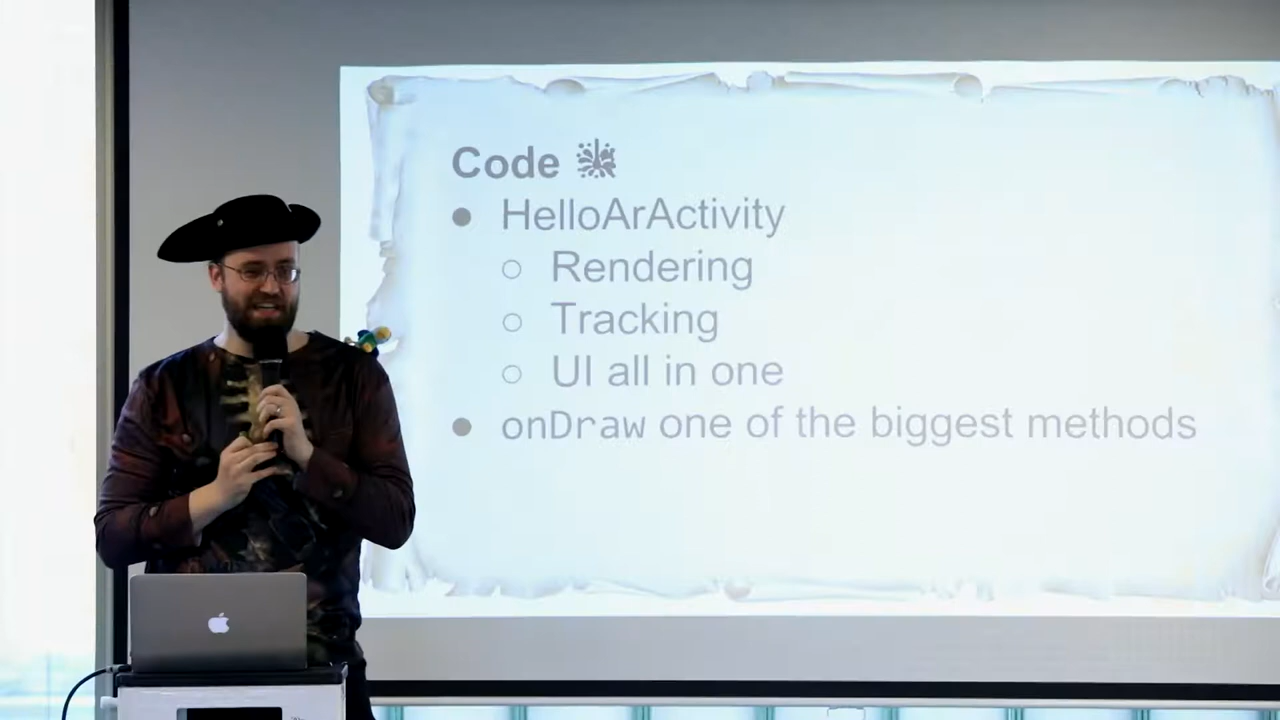 Code
• HelloArActivity
○ Rendering
○ Tracking
○ UI all in one
• onDraw one of the biggest methods